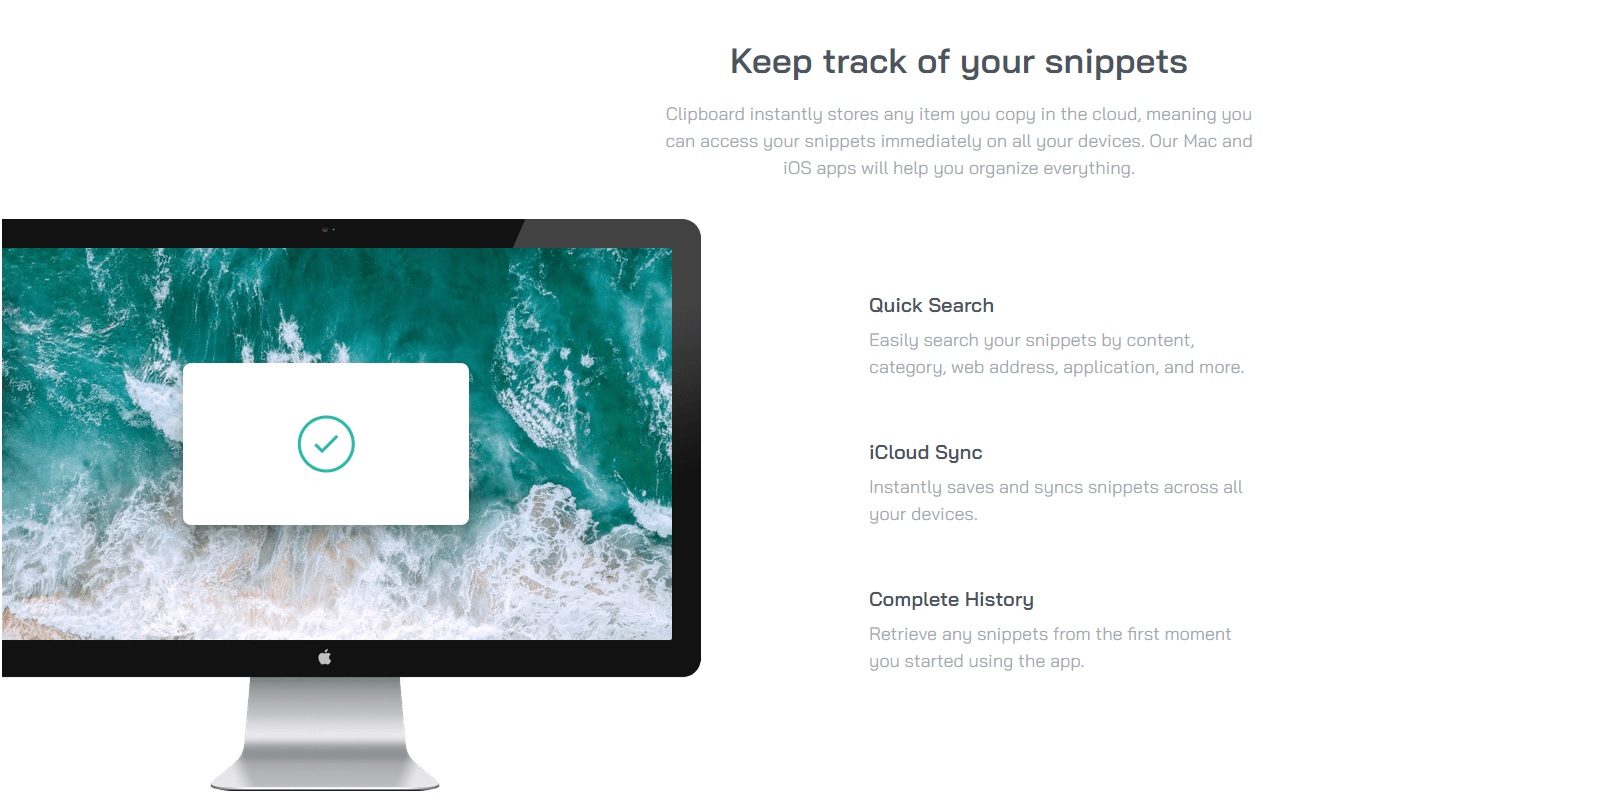 Keep track of your snippets
Clipboard instantly stores any item you copy in the cloud, meaning you
can access your snippets immediately on all your devices. Our Mac and
iOS apps will help you organize everything.
Quick Search
Easily search your snippets by content,
category, web address, application, and more.
iCloud Sync
Instantly saves and syncs snippets across all
your devices.
Complete History
Retrieve any snippets from the first moment
you started using the app.